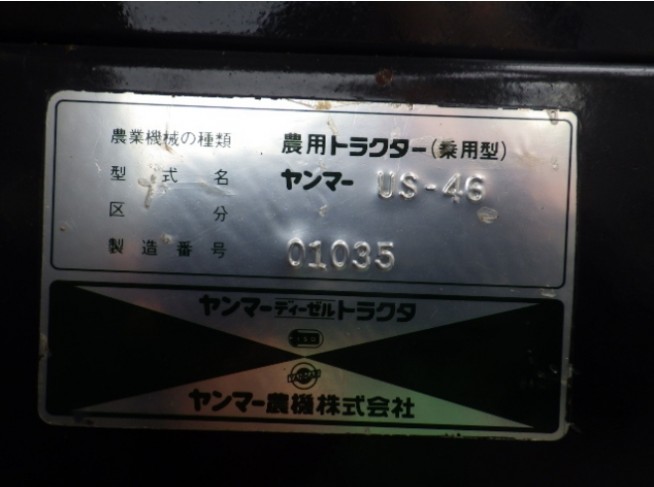 農業機械の種類 農用トラクター(乗用型)
型式名 ヤンマー US-46
区分
製造番号 01035
ヤンマーディーゼルトラクタ
ヤンマー農機株式会社